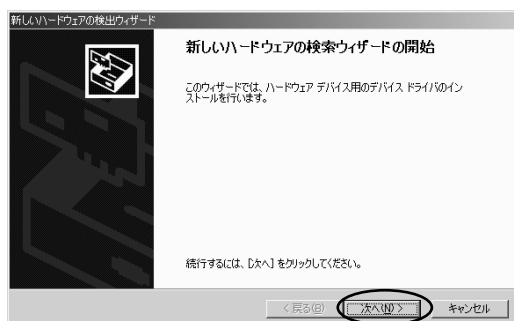 新しいハードウェアの検出ウィザード
新しいハードウェアの検索ウィザードの開始
このウィザードでは、ハードウェア デバイス用のデバイス ドライバのイン
ストールを行います。
続行するには、[次へ] をクリックしてください。
< 戻る(B)
次へ(N) >
キャンセル